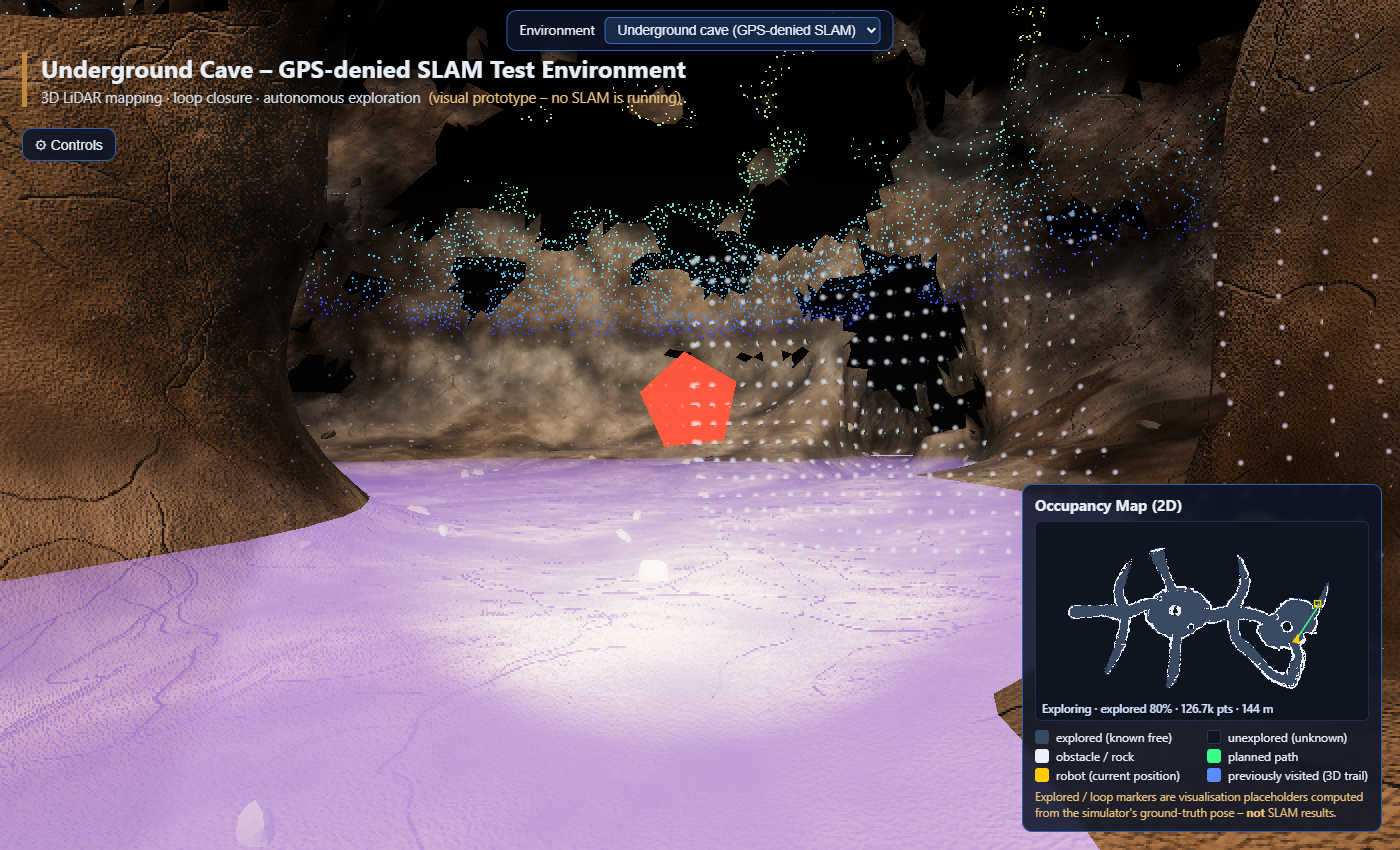 Environment Underground cave (GPS-denied SLAM)
Underground Cave – GPS-denied SLAM Test Environment
3D LiDAR mapping · loop closure · autonomous exploration (visual prototype – no SLAM is running).
⚙ Controls
Occupancy Map (2D)
Exploring · explored 80% · 126.7k pts · 144 m
explored (known free) unexplored (unknown)
obstacle / rock planned path
robot (current position) previously visited (3D trail)
Explored / loop markers are visualisation placeholders computed
from the simulator's ground-truth pose – not SLAM results.